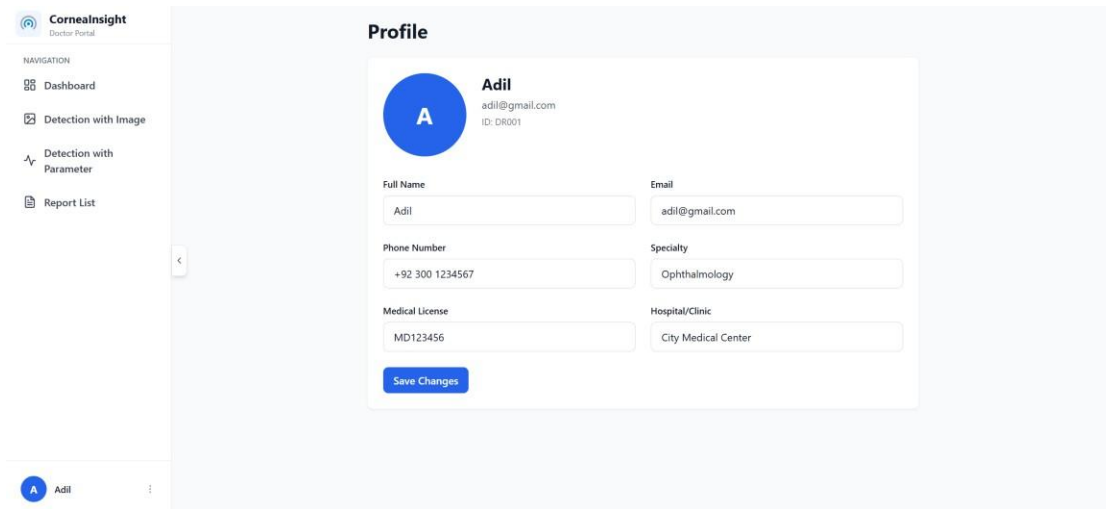 CorneaInsight
Doctor Portal
NAVIGATION
Dashboard
Detection with Image
Detection with
Parameter
Report List
A
Adil
Profile
A
Adil
adil@gmail.com
ID: DR001
Full Name
Adil
Email
adil@gmail.com
Phone Number
+92 300 1234567
Specialty
Ophthalmology
Medical License
MD123456
Hospital/Clinic
City Medical Center
Save Changes